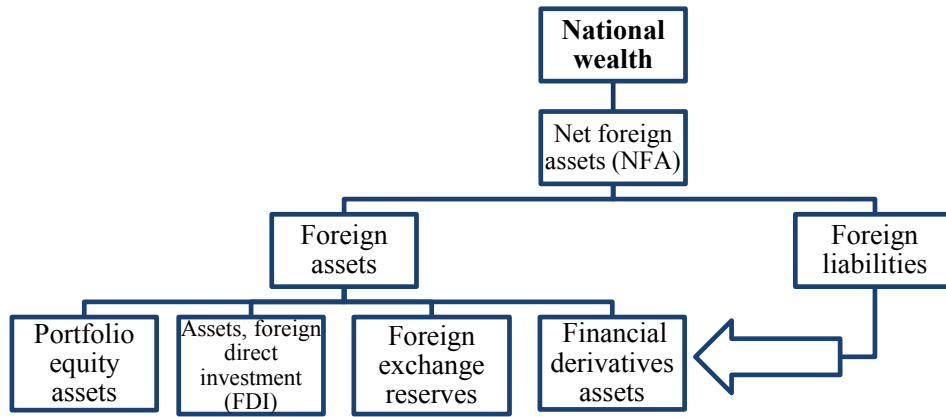 National
wealth
Net foreign
assets (NFA)
Foreign
assets
Foreign
liabilities
Portfolio
equity
assets
Assets, foreign
direct
investment
(FDI)
Foreign
exchange
reserves
Financial
derivatives
assets